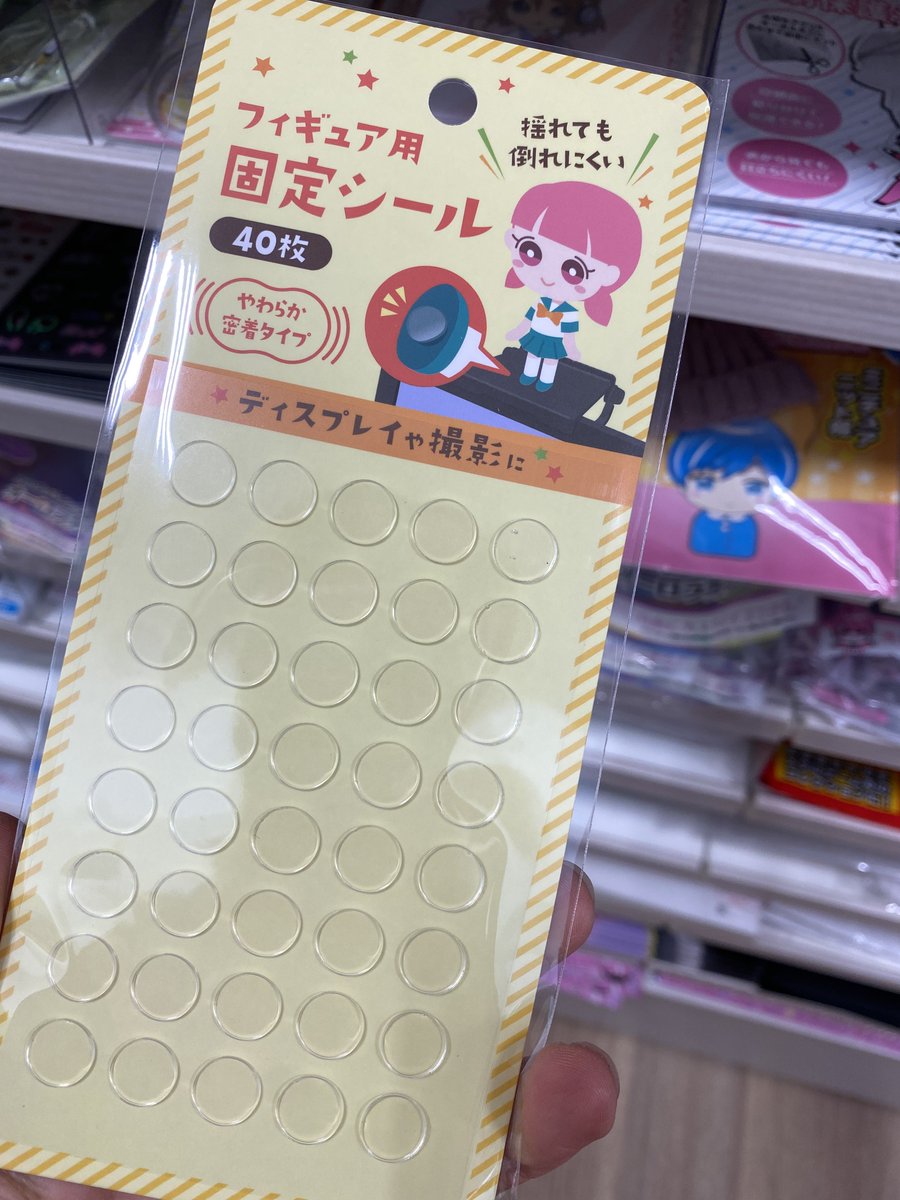 揺れても
倒れにくい
フィギュア用
固定シール
40枚
やわらか
密着タイプ
ディスプレイや撮影に